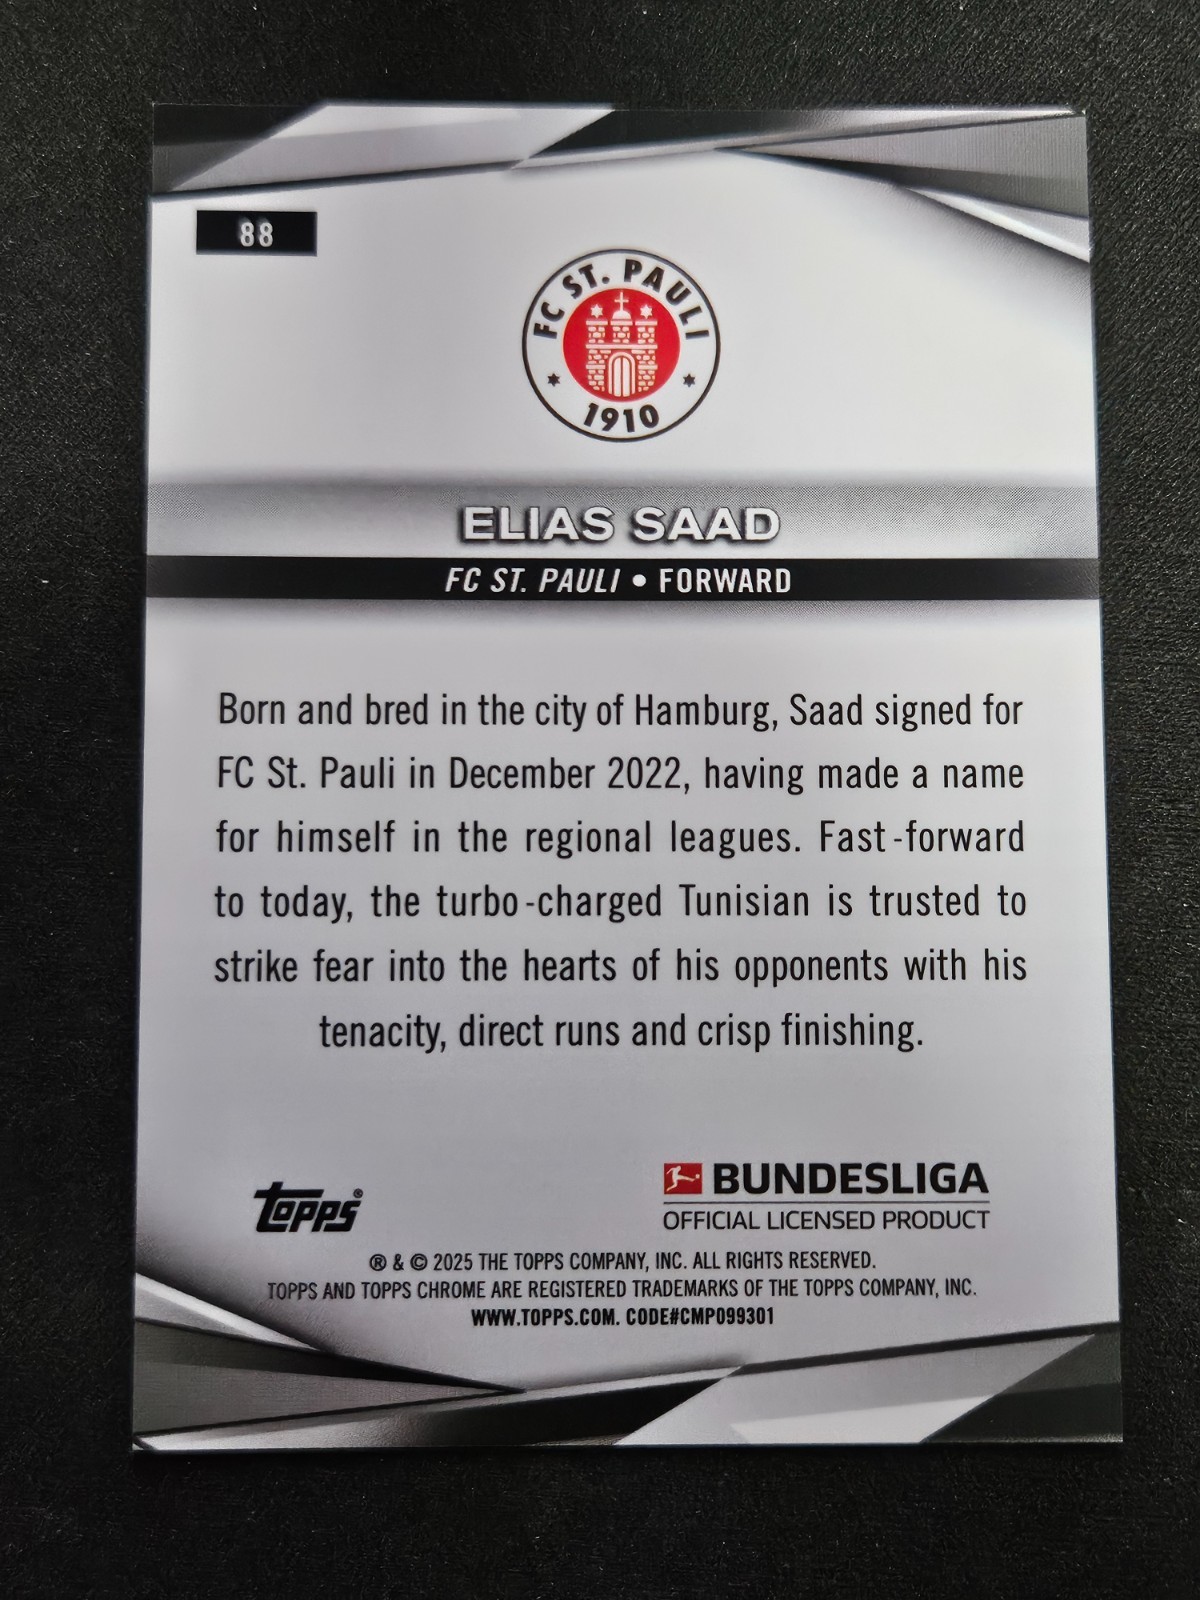 88
FC ST. PAULI
1910
ELIAS SAAD
FC ST. PAULI • FORWARD
Born and bred in the city of Hamburg, Saad signed for
FC St. Pauli in December 2022, having made a name
for himself in the regional leagues. Fast-forward
to today, the turbo-charged Tunisian is trusted to
strike fear into the hearts of his opponents with his
tenacity, direct runs and crisp finishing.
topps®
BUNDESLIGA
OFFICIAL LICENSED PRODUCT
® & © 2025 THE TOPPS COMPANY, INC. ALL RIGHTS RESERVED.
TOPPS AND TOPPS CHROME ARE REGISTERED TRADEMARKS OF THE TOPPS COMPANY, INC.
WWW.TOPPS.COM. CODE#CMP099301